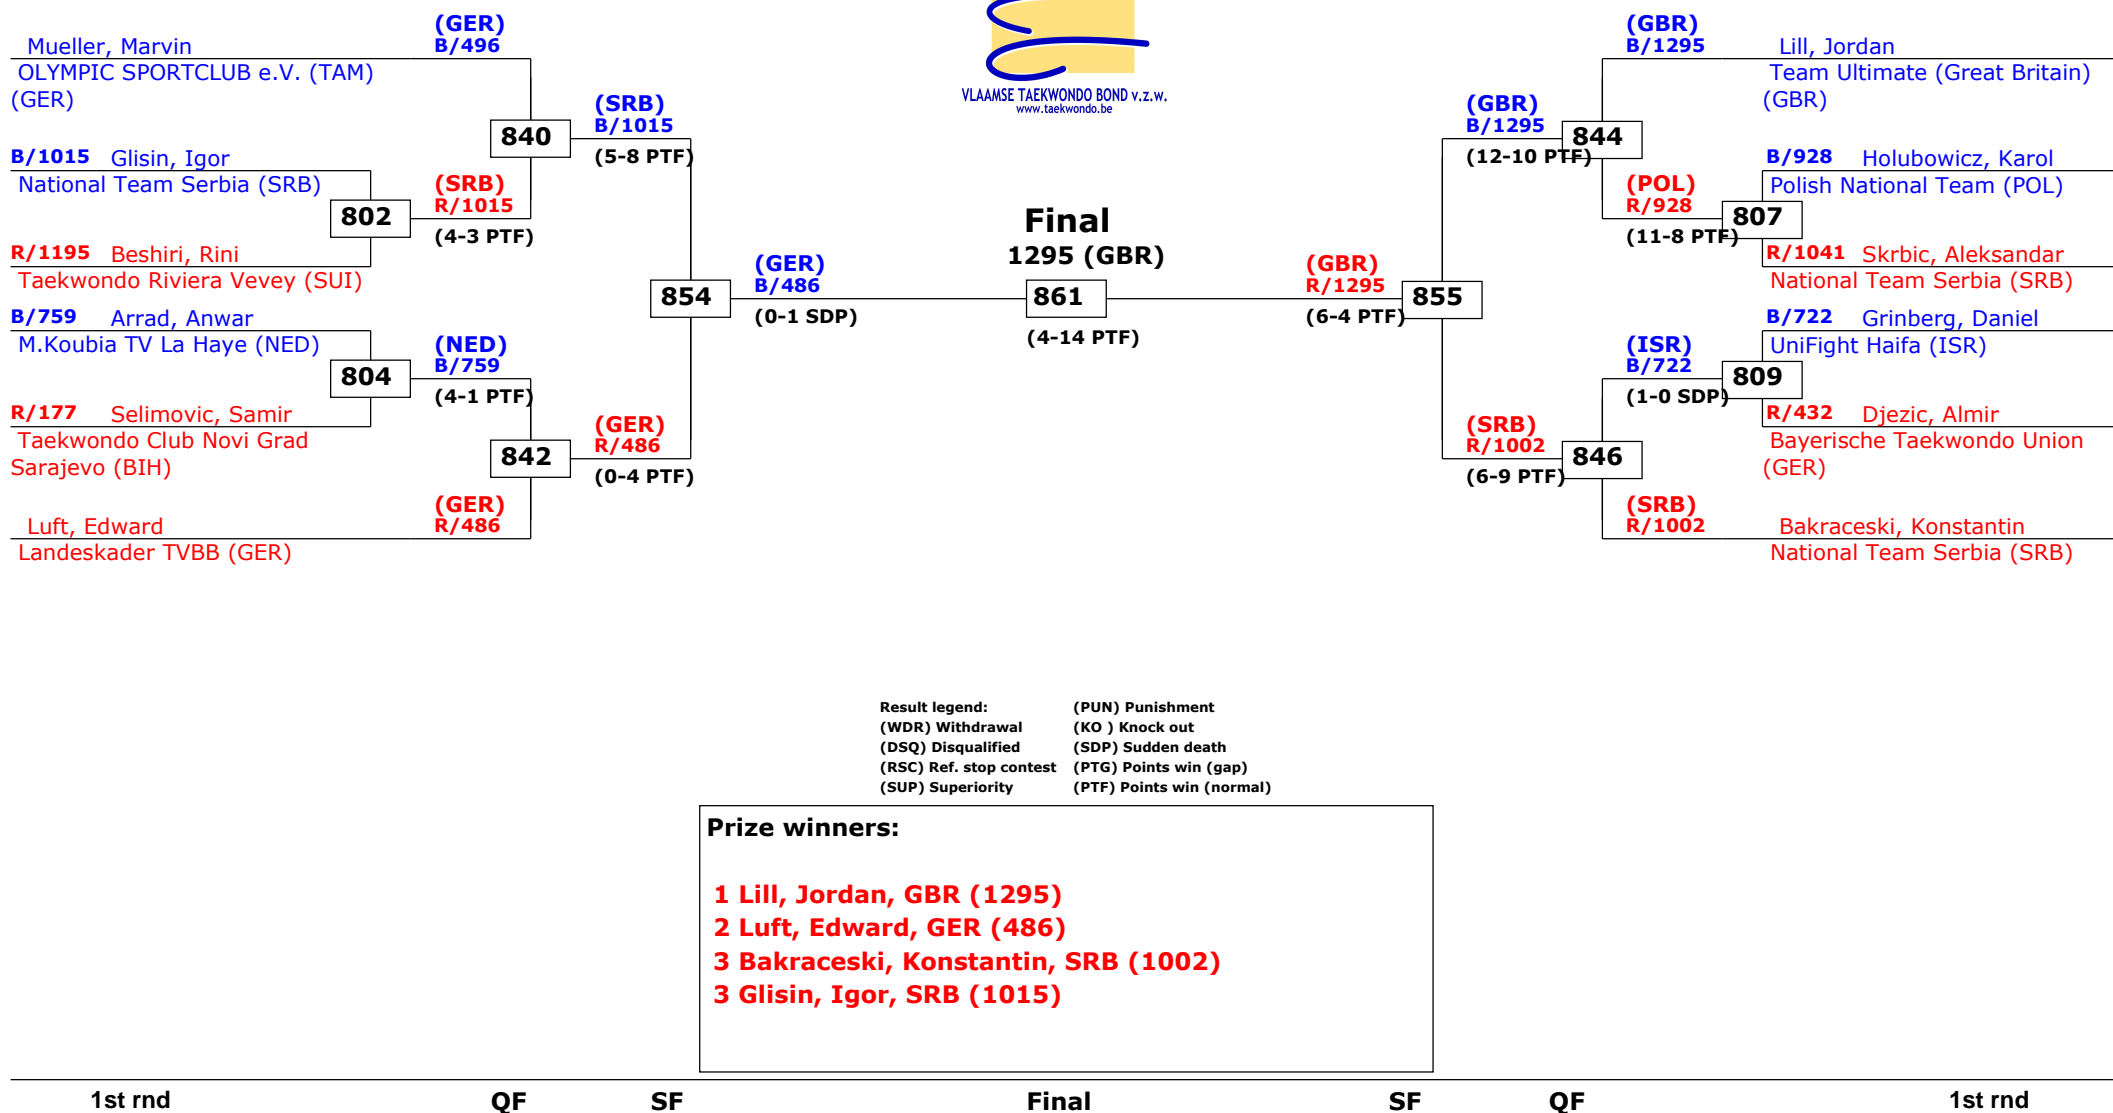 (GER)
B/496
Mueller, Marvin
OLYMPIC SPORTCLUB e.V. (TAM)
(GER)
840
(SRB)
B/1015
(5-8 PTF)
B/1015 Glisin, Igor
National Team Serbia (SRB)
802
(SRB)
R/1015
(4-3 PTF)
R/1195 Beshiri, Rini
Taekwondo Riviera Vevey (SUI)
854
(GER)
B/486
(0-1 SDP)
B/759 Arrad, Anwar
M.Koubia TV La Haye (NED)
804
(NED)
B/759
(4-1 PTF)
R/177 Selimovic, Samir
Taekwondo Club Novi Grad
Sarajevo (BIH)
842
(GER)
R/486
(0-4 PTF)
(GER)
R/486
Luft, Edward
Landeskader TVBB (GER)
VLAAMSE TAEKWONDO BOND v.z.w.
www.taekwondo.be
Final
1295 (GBR)
861
(4-14 PTF)
(GBR)
B/1295
Lill, Jordan
Team Ultimate (Great Britain)
(GBR)
(GBR)
B/1295
(12-10 PTF)
844
B/928 Holubowicz, Karol
Polish National Team (POL)
(POL)
R/928
(11-8 PTF)
807
R/1041 Skrbic, Aleksandar
National Team Serbia (SRB)
(GBR)
R/1295
(6-4 PTF)
855
B/722 Grinberg, Daniel
UniFight Haifa (ISR)
(ISR)
B/722
(1-0 SDP)
809
R/432 Djezic, Almir
Bayerische Taekwondo Union
(GER)
(SRB)
R/1002
(6-9 PTF)
846
(SRB)
R/1002
Bakraceski, Konstantin
National Team Serbia (SRB)
Result legend: (PUN) Punishment
(WDR) Withdrawal (KO ) Knock out
(DSQ) Disqualified (SDP) Sudden death
(RSC) Ref. stop contest (PTG) Points win (gap)
(SUP) Superiority (PTF) Points win (normal)
Prize winners:
1 Lill, Jordan, GBR (1295)
2 Luft, Edward, GER (486)
3 Bakraceski, Konstantin, SRB (1002)
3 Glisin, Igor, SRB (1015)
1st rnd QF SF Final SF QF 1st rnd